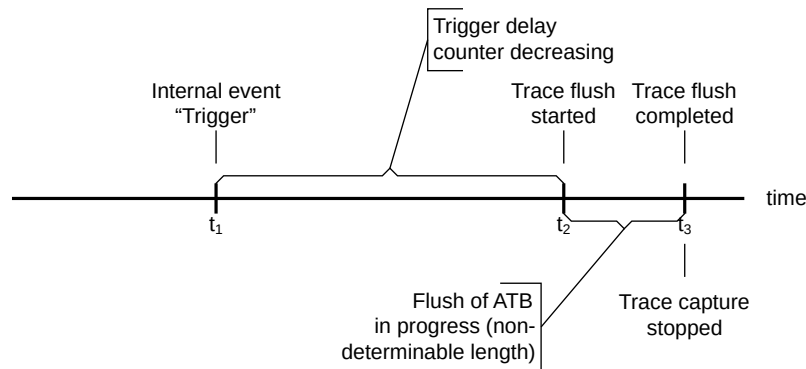 Trigger delay
counter decreasing
Internal event
“Trigger”
Trace flush
started
Trace flush
completed
time
t₁
t₂
t₃
Flush of ATB
in progress (non-
determinable length)
Trace capture
stopped